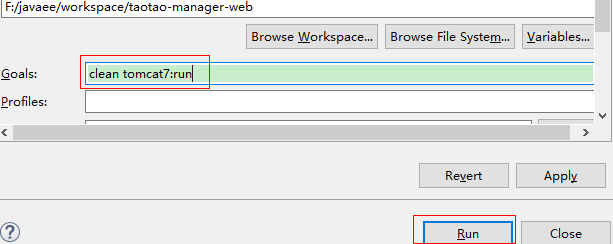 F:/javaee/workspace/taotao-manager-web
Browse Workspace... Browse File System... Variables...
Goals: clean tomcat7:run
Profiles:
Revert Apply
? Run Close